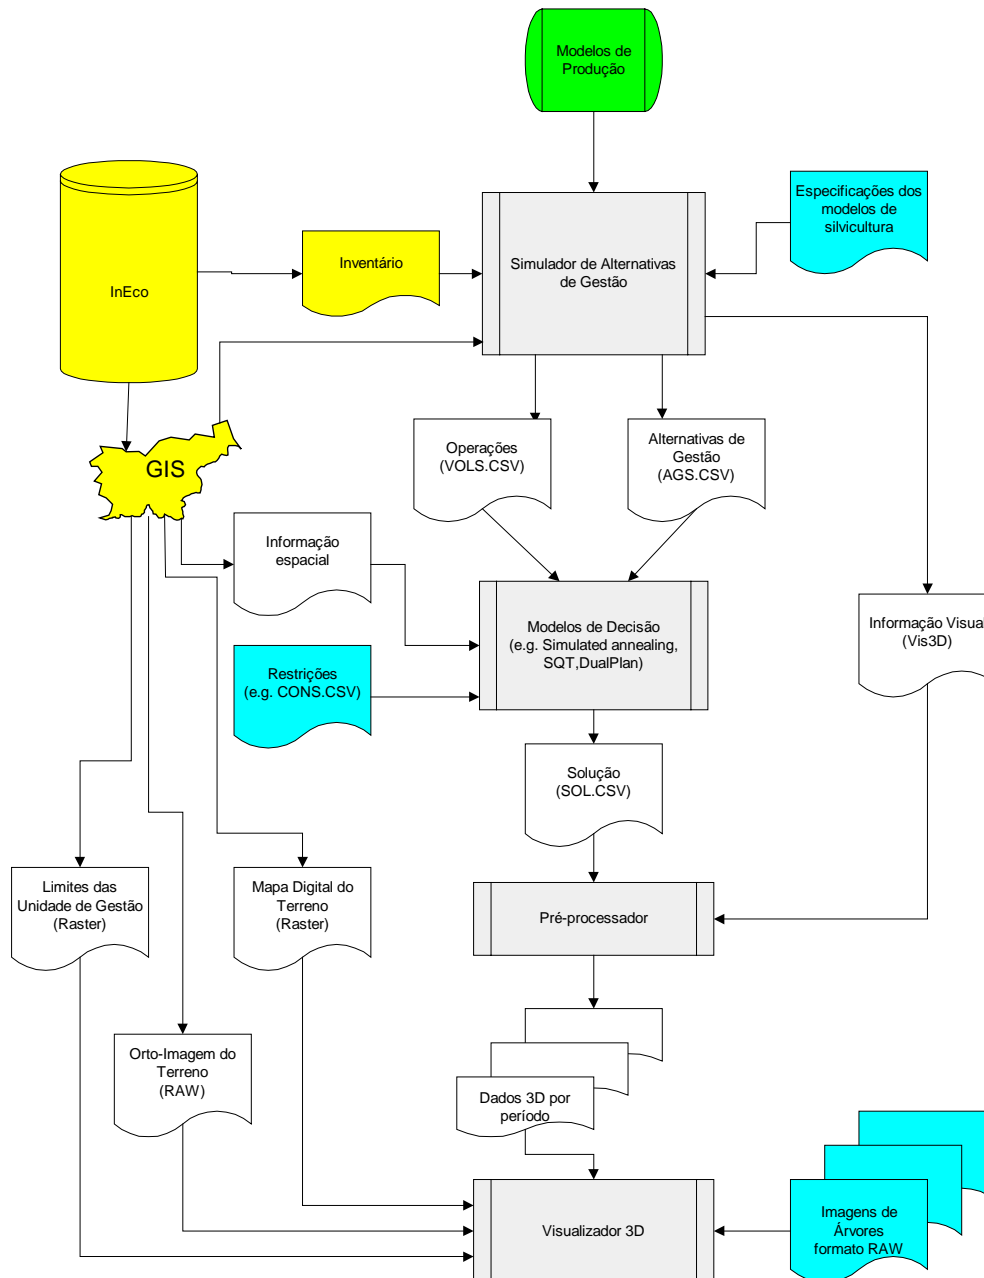 Modelos de
Produção
Especificações dos
modelos de
silvicultura
Inventário
Simulador de Alternativas
de Gestão
InEco
Operações
(VOLS.CSV)
Alternativas de
Gestão
(AGS.CSV)
GIS
Informação
espacial
Modelos de Decisão
(e.g. Simulated annealing,
SQT,DualPlan)
Informação Visual
(Vis3D)
Restrições
(e.g. CONS.CSV)
Solução
(SOL.CSV)
Limites das
Unidade de Gestão
(Raster)
Mapa Digital do
Terreno
(Raster)
Pré-processador
Orto-Imagem do
Terreno
(RAW)
Dados 3D por
período
Visualizador 3D
Imagens de
Árvores
formato RAW